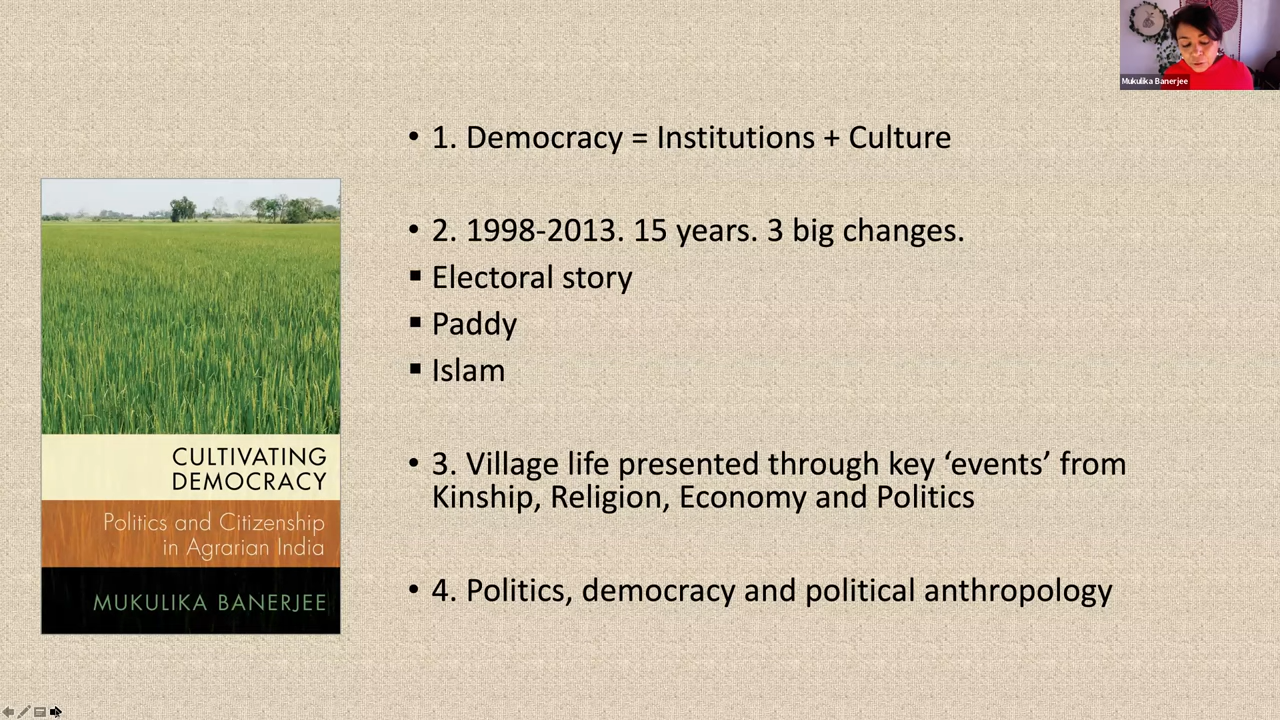 Mukulika Banerjee
• 1. Democracy = Institutions + Culture
• 2. 1998-2013. 15 years. 3 big changes.
▪ Electoral story
▪ Paddy
▪ Islam
• 3. Village life presented through key ‘events’ from
Kinship, Religion, Economy and Politics
• 4. Politics, democracy and political anthropology
CULTIVATING
DEMOCRACY
Politics and Citizenship
in Agrarian India
MUKULIKA BANERJEE